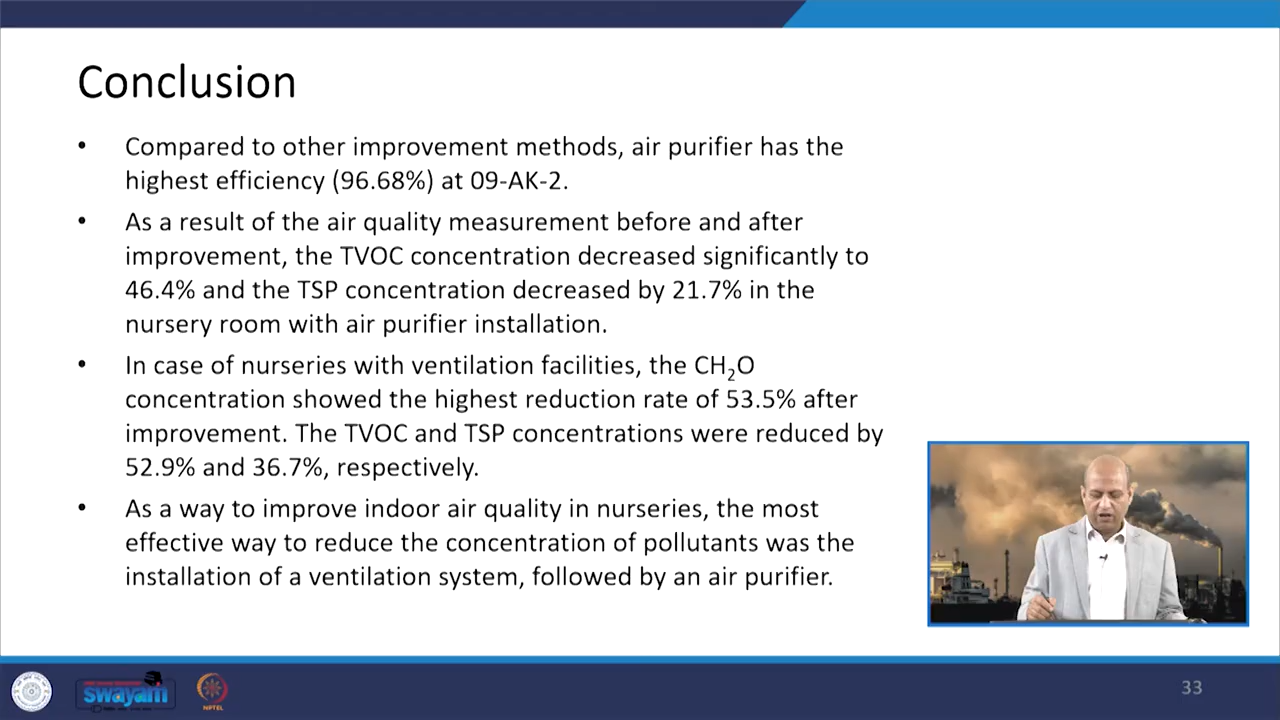 Conclusion
• Compared to other improvement methods, air purifier has the
highest efficiency (96.68%) at 09-AK-2.
• As a result of the air quality measurement before and after
improvement, the TVOC concentration decreased significantly to
46.4% and the TSP concentration decreased by 21.7% in the
nursery room with air purifier installation.
• In case of nurseries with ventilation facilities, the CH₂O
concentration showed the highest reduction rate of 53.5% after
improvement. The TVOC and TSP concentrations were reduced by
52.9% and 36.7%, respectively.
• As a way to improve indoor air quality in nurseries, the most
effective way to reduce the concentration of pollutants was the
installation of a ventilation system, followed by an air purifier.
swayam
NPTEL
33